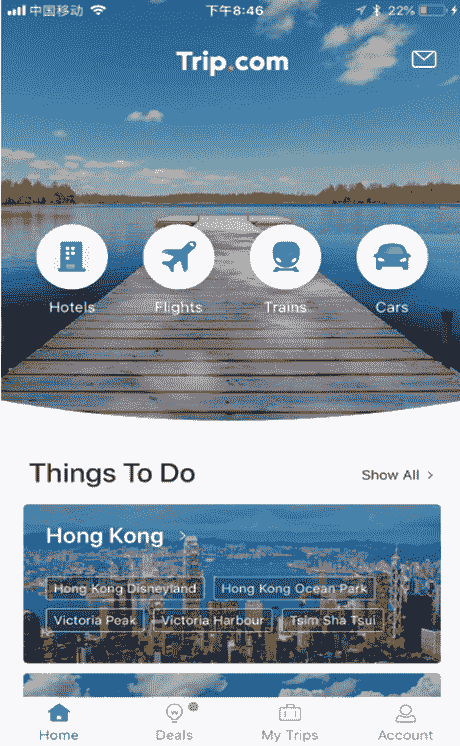 中国移动 下午8:46 22%
Trip.com
Hotels Flights Trains Cars
Things To Do Show All >
Hong Kong >
Hong Kong Disneyland Hong Kong Ocean Park
Victoria Peak Victoria Harbour Tsim Sha Tsui
Home Deals My Trips Account